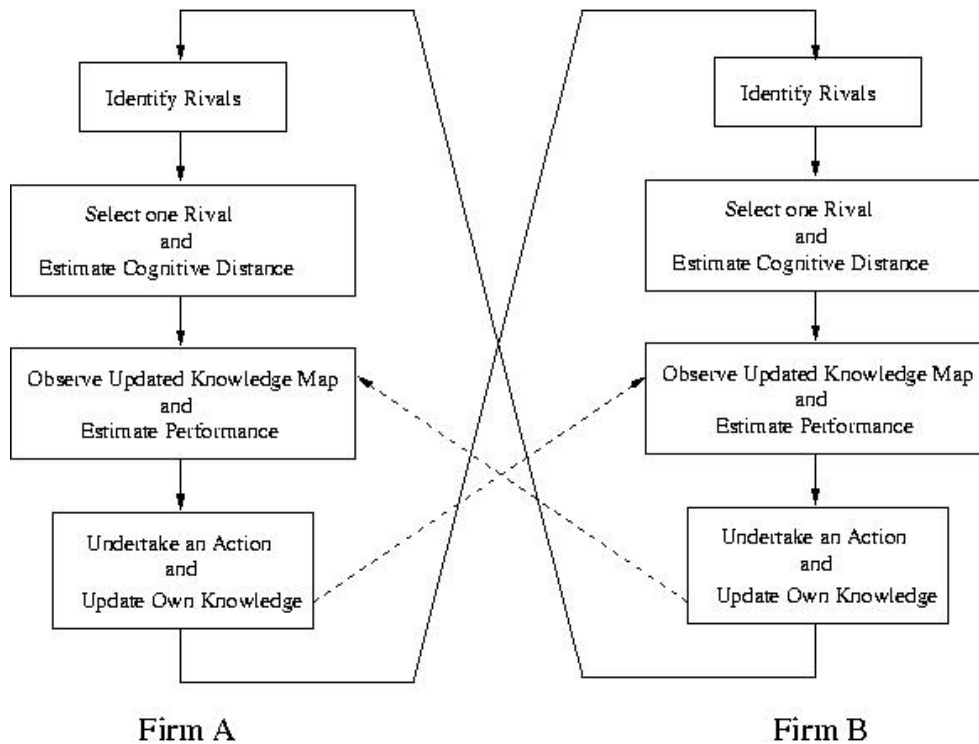 Identify Rivals
Select one Rival
and
Estimate Cognitive Distance
Observe Updated Knowledge Map
and
Estimate Performance
Undertake an Action
and
Update Own Knowledge
Firm A
Identify Rivals
Select one Rival
and
Estimate Cognitive Distance
Observe Updated Knowledge Map
and
Estimate Performance
Undertake an Action
and
Update Own Knowledge
Firm B